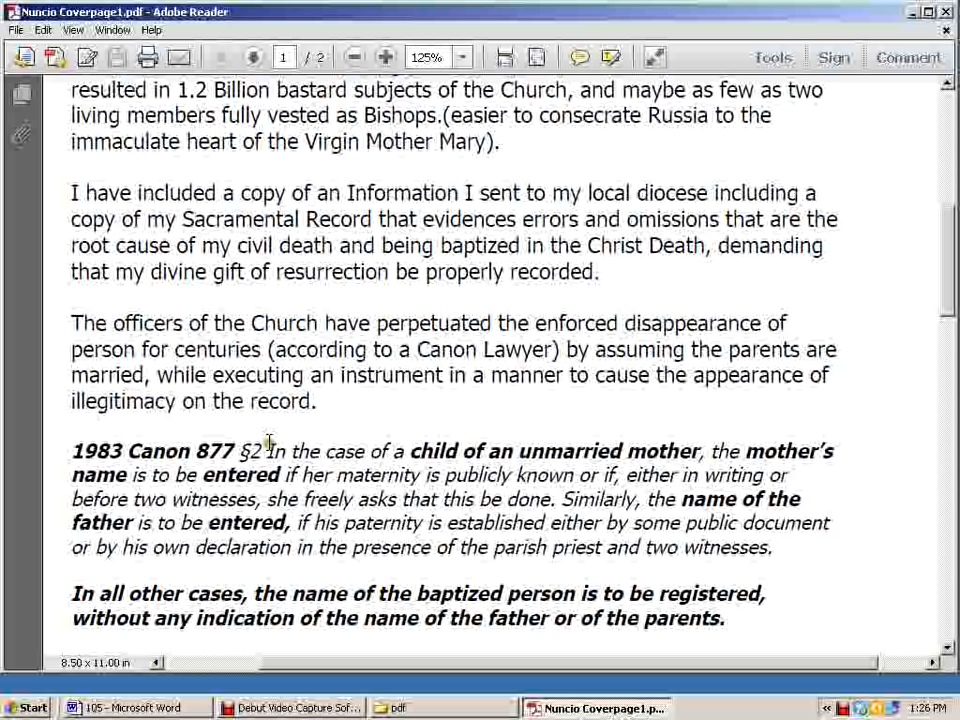 Nuncio Coverpage1.pdf - Adobe Reader
File Edit View Window Help
1 / 2 125% Tools Sign Comment
resulted in 1.2 Billion bastard subjects of the Church, and maybe as few as two
living members fully vested as Bishops.(easier to consecrate Russia to the
immaculate heart of the Virgin Mother Mary).
I have included a copy of an Information I sent to my local diocese including a
copy of my Sacramental Record that evidences errors and omissions that are the
root cause of my civil death and being baptized in the Christ Death, demanding
that my divine gift of resurrection be properly recorded.
The officers of the Church have perpetuated the enforced disappearance of
person for centuries (according to a Canon Lawyer) by assuming the parents are
married, while executing an instrument in a manner to cause the appearance of
illegitimacy on the record.
1983 Canon 877 §2 In the case of a child of an unmarried mother, the mother's
name is to be entered if her maternity is publicly known or if, either in writing or
before two witnesses, she freely asks that this be done. Similarly, the name of the
father is to be entered, if his paternity is established either by some public document
or by his own declaration in the presence of the parish priest and two witnesses.
In all other cases, the name of the baptized person is to be registered,
without any indication of the name of the father or of the parents.
8.50 x 11.00 in
Start 105 - Microsoft Word Debut Video Capture Sof... pdf Nuncio Coverpage1.p... « 1:26 PM